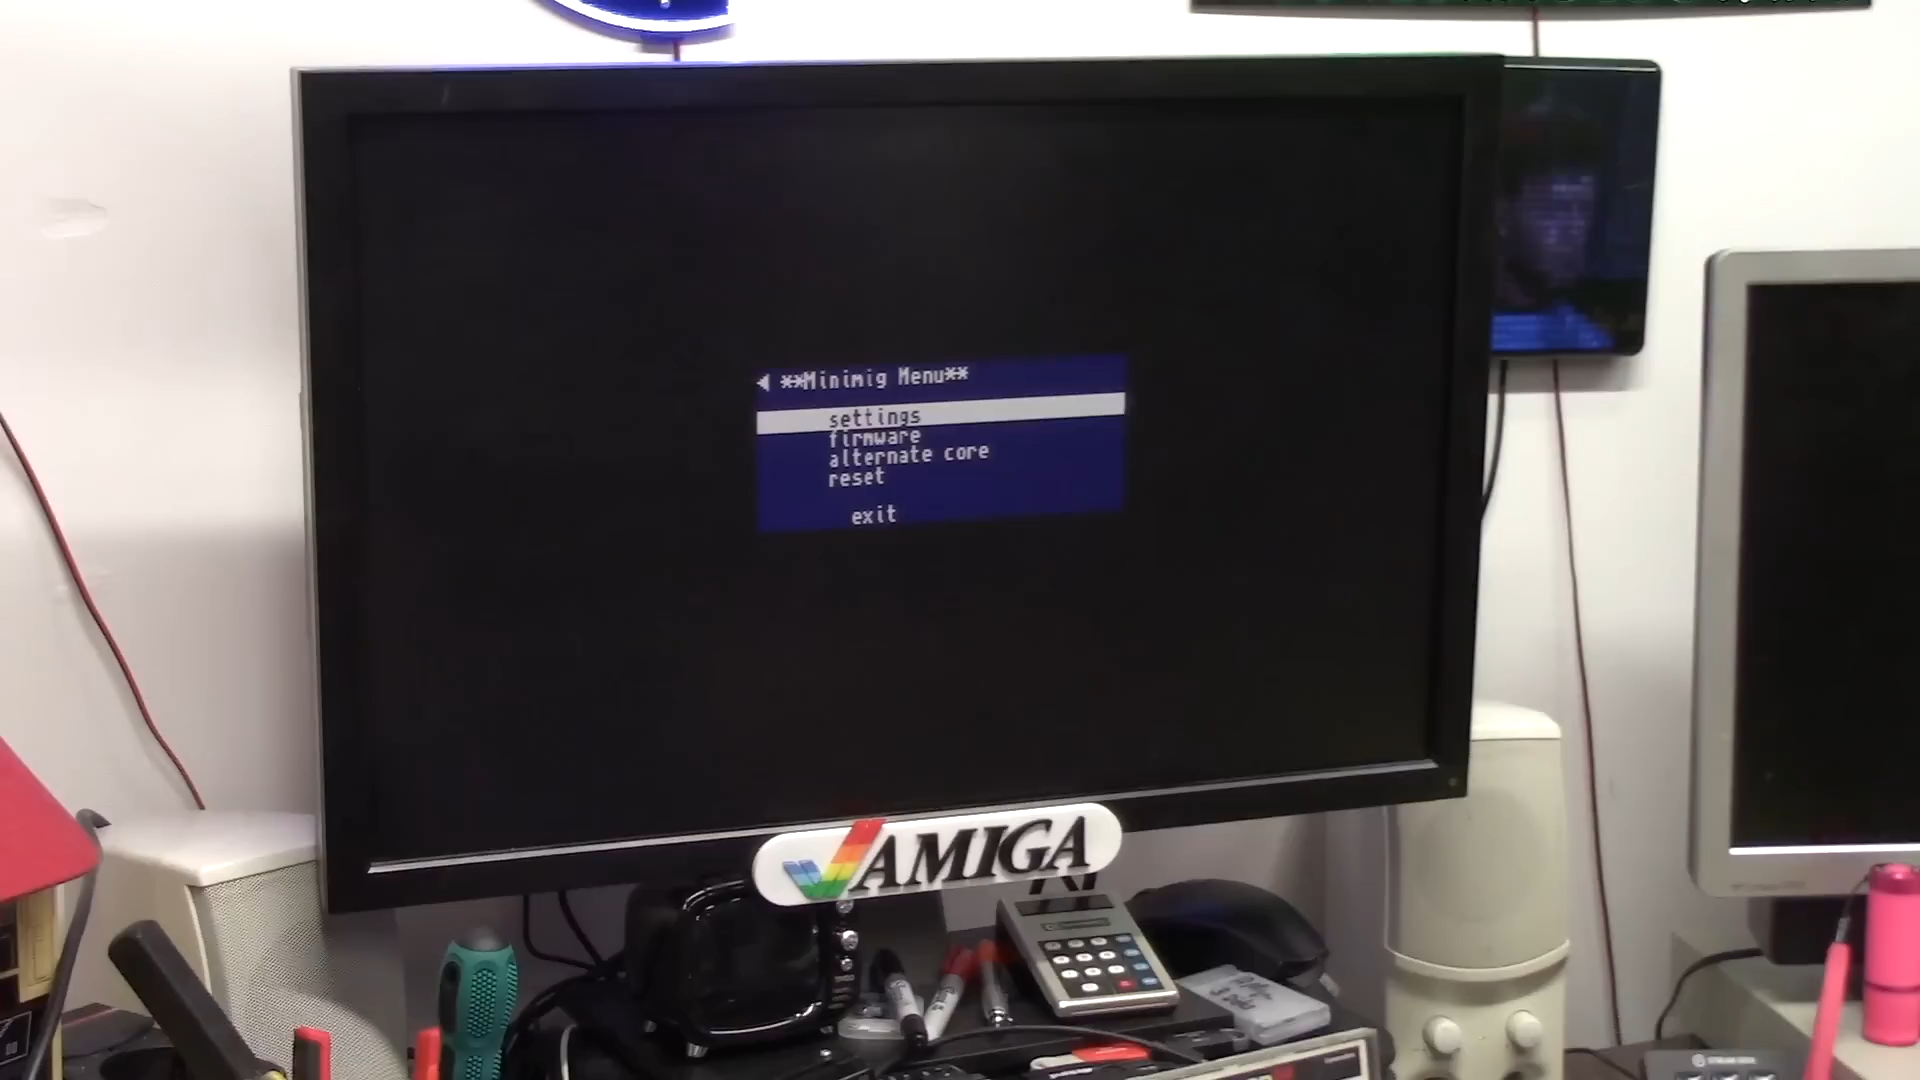 **Minimig Menu**
settings
firmware
alternate core
reset
exit
AMIGA